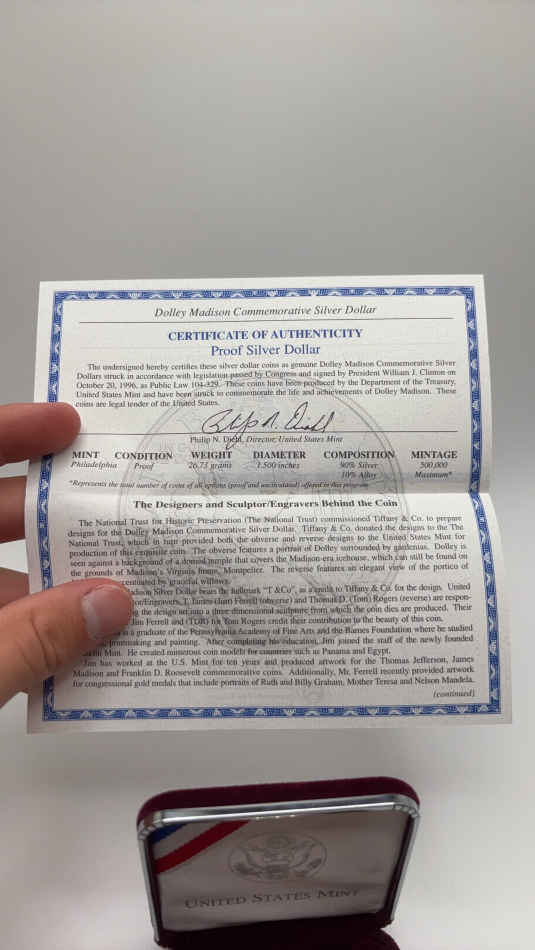 Dolley Madison Commemorative Silver Dollar
CERTIFICATE OF AUTHENTICITY
Proof Silver Dollar
The undersigned hereby certifies these silver dollar coins as genuine Dolley Madison Commemorative Silver
Dollars struck in accordance with legislation passed by Congress and signed by President William J. Clinton on
October 20, 1996, as Public Law 104-329. These coins have been produced by the Department of the Treasury,
United States Mint and have been struck to commemorate the life and achievements of Dolley Madison. These
coins are legal tender of the United States.
Philip N. Diehl, Director, United States Mint
MINT CONDITION WEIGHT DIAMETER COMPOSITION MINTAGE
Philadelphia Proof 26.73 grams 1.500 inches 90% Silver 500,000
10% Alloy Maximum*
*Represents the total number of coins of all options (proof and uncirculated) offered in this program.
The Designers and Sculptor/Engravers Behind the Coin
The National Trust for Historic Preservation (The National Trust) commissioned Tiffany & Co. to prepare
designs for the Dolley Madison Commemorative Silver Dollar. Tiffany & Co. donated the designs to the The
National Trust, which in turn provided both the obverse and reverse designs to the United States Mint for
production of this exquisite coin. The obverse features a portrait of Dolley surrounded by gardenias. Dolley is
seen against a background of a domed temple that covers the Madison-era icehouse, which can still be found on
the grounds of Madison's Virginia home, Montpelier. The reverse features an elegant view of the portico of
accentuated by graceful willows.
Madison Silver Dollar bears the hallmark "T &Co", as a credit to Tiffany & Co. for the design. United
Sculptor/Engravers, T. James (Jim) Ferrell (obverse) and Thomas D. (Tom) Rogers (reverse) are respon-
the design art into a three-dimensional sculpture from which the coin dies are produced. Their
Jim Ferrell and (TDR) for Tom Rogers credit their contribution to the beauty of this coin.
is a graduate of the Pennsylvania Academy of Fine Arts and the Barnes Foundation where he studied
printmaking and painting. After completing his education, Jim joined the staff of the newly founded
Mint. He created numerous coin models for countries such as Panama and Egypt.
Jim has worked at the U.S. Mint for ten years and produced artwork for the Thomas Jefferson, James
Madison and Franklin D. Roosevelt commemorative coins. Additionally, Mr. Ferrell recently provided artwork
for congressional gold medals that include portraits of Ruth and Billy Graham, Mother Teresa and Nelson Mandela.
(continued)
UNITED STATES MINT